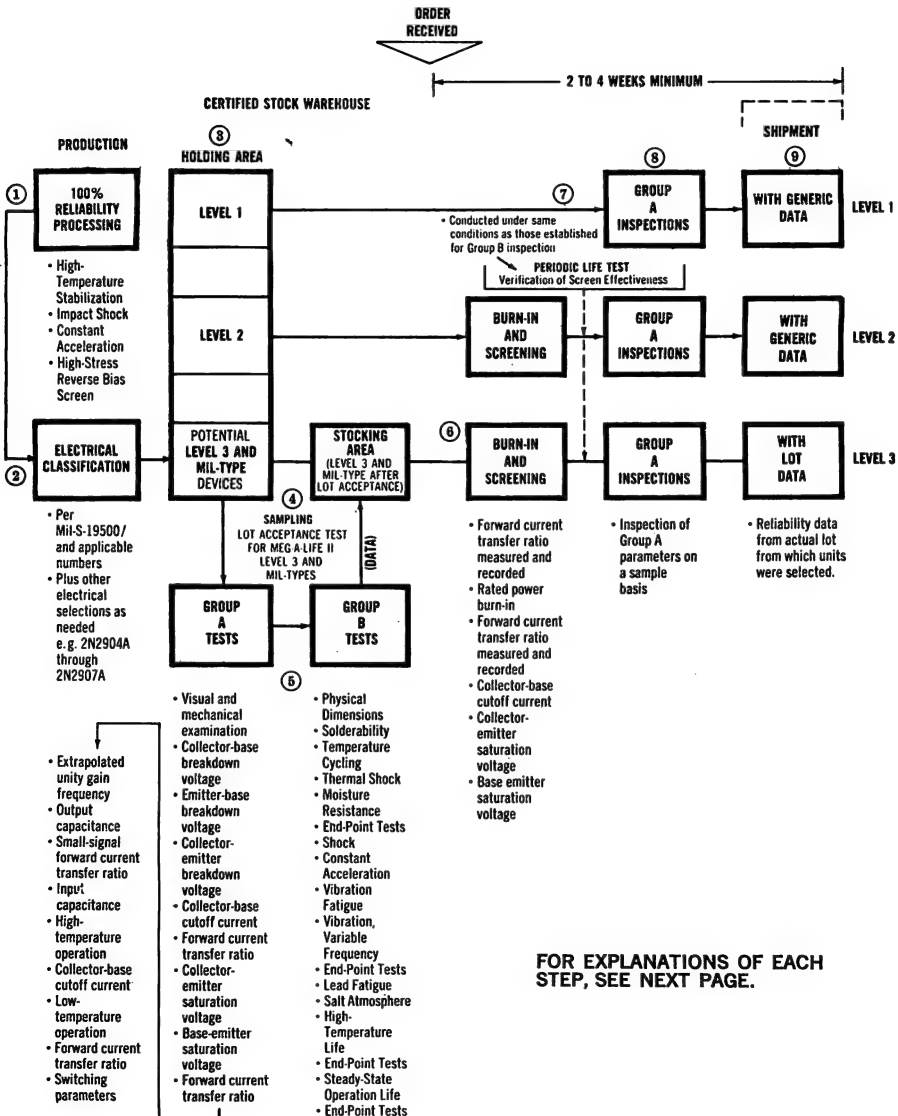 ORDER
RECEIVED
2 TO 4 WEEKS MINIMUM
CERTIFIED STOCK WAREHOUSE
SHIPMENT
PRODUCTION
3
HOLDING AREA
8
9
1
100%
RELIABILITY
PROCESSING
LEVEL 1
7
GROUP
A
INSPECTIONS
WITH GENERIC
DATA
LEVEL 1
• Conducted under same
conditions as those established
for Group B inspection
PERIODIC LIFE TEST
Verification of Screen Effectiveness
• High-
Temperature
Stabilization
• Impact Shock
• Constant
Acceleration
• High-Stress
Reverse Bias
Screen
LEVEL 2
BURN-IN
AND
SCREENING
GROUP
A
INSPECTIONS
WITH
GENERIC
DATA
LEVEL 2
2
ELECTRICAL
CLASSIFICATION
POTENTIAL
LEVEL 3 AND
MIL-TYPE
DEVICES
STOCKING
AREA
(LEVEL 3 AND
MIL-TYPE AFTER
LOT ACCEPTANCE)
6
BURN-IN
AND
SCREENING
GROUP
A
INSPECTIONS
WITH
LOT
DATA
LEVEL 3
• Per
Mil-S-19500/
and applicable
numbers
• Plus other
electrical
selections as
needed
e.g. 2N2904A
through
2N2907A
4
SAMPLING
LOT ACCEPTANCE TEST
FOR MEG-A-LIFE II
LEVEL 3 AND
MIL-TYPES
(DATA)
GROUP
A
TESTS
GROUP
B
TESTS
5
• Forward current
transfer ratio
measured and
recorded
• Rated power
burn-in
• Forward current
transfer ratio
measured and
recorded
• Collector-base
cutoff current
• Collector-
emitter
saturation
voltage
• Base emitter
saturation
voltage
• Inspection of
Group A
parameters on
a sample
basis
• Reliability data
from actual lot
from which units
were selected.
• Extrapolated
unity gain
frequency
• Output
capacitance
• Small-signal
forward current
transfer ratio
• Input
capacitance
• High-
temperature
operation
• Collector-base
cutoff current
• Low-
temperature
operation
• Forward current
transfer ratio
• Switching
parameters
• Visual and
mechanical
examination
• Collector-base
breakdown
voltage
• Emitter-base
breakdown
voltage
• Collector-
emitter
breakdown
voltage
• Collector-base
cutoff current
• Forward current
transfer ratio
• Collector-
emitter
saturation
voltage
• Base-emitter
saturation
voltage
• Forward current
transfer ratio
• Physical
Dimensions
• Solderability
• Temperature
Cycling
• Thermal Shock
• Moisture
Resistance
• End-Point Tests
• Shock
• Constant
Acceleration
• Vibration
Fatigue
• Vibration,
Variable
Frequency
• End-Point Tests
• Lead Fatigue
• Salt Atmosphere
• High-
Temperature
Life
• End-Point Tests
• Steady-State
Operation Life
• End-Point Tests
FOR EXPLANATIONS OF EACH
STEP, SEE NEXT PAGE.